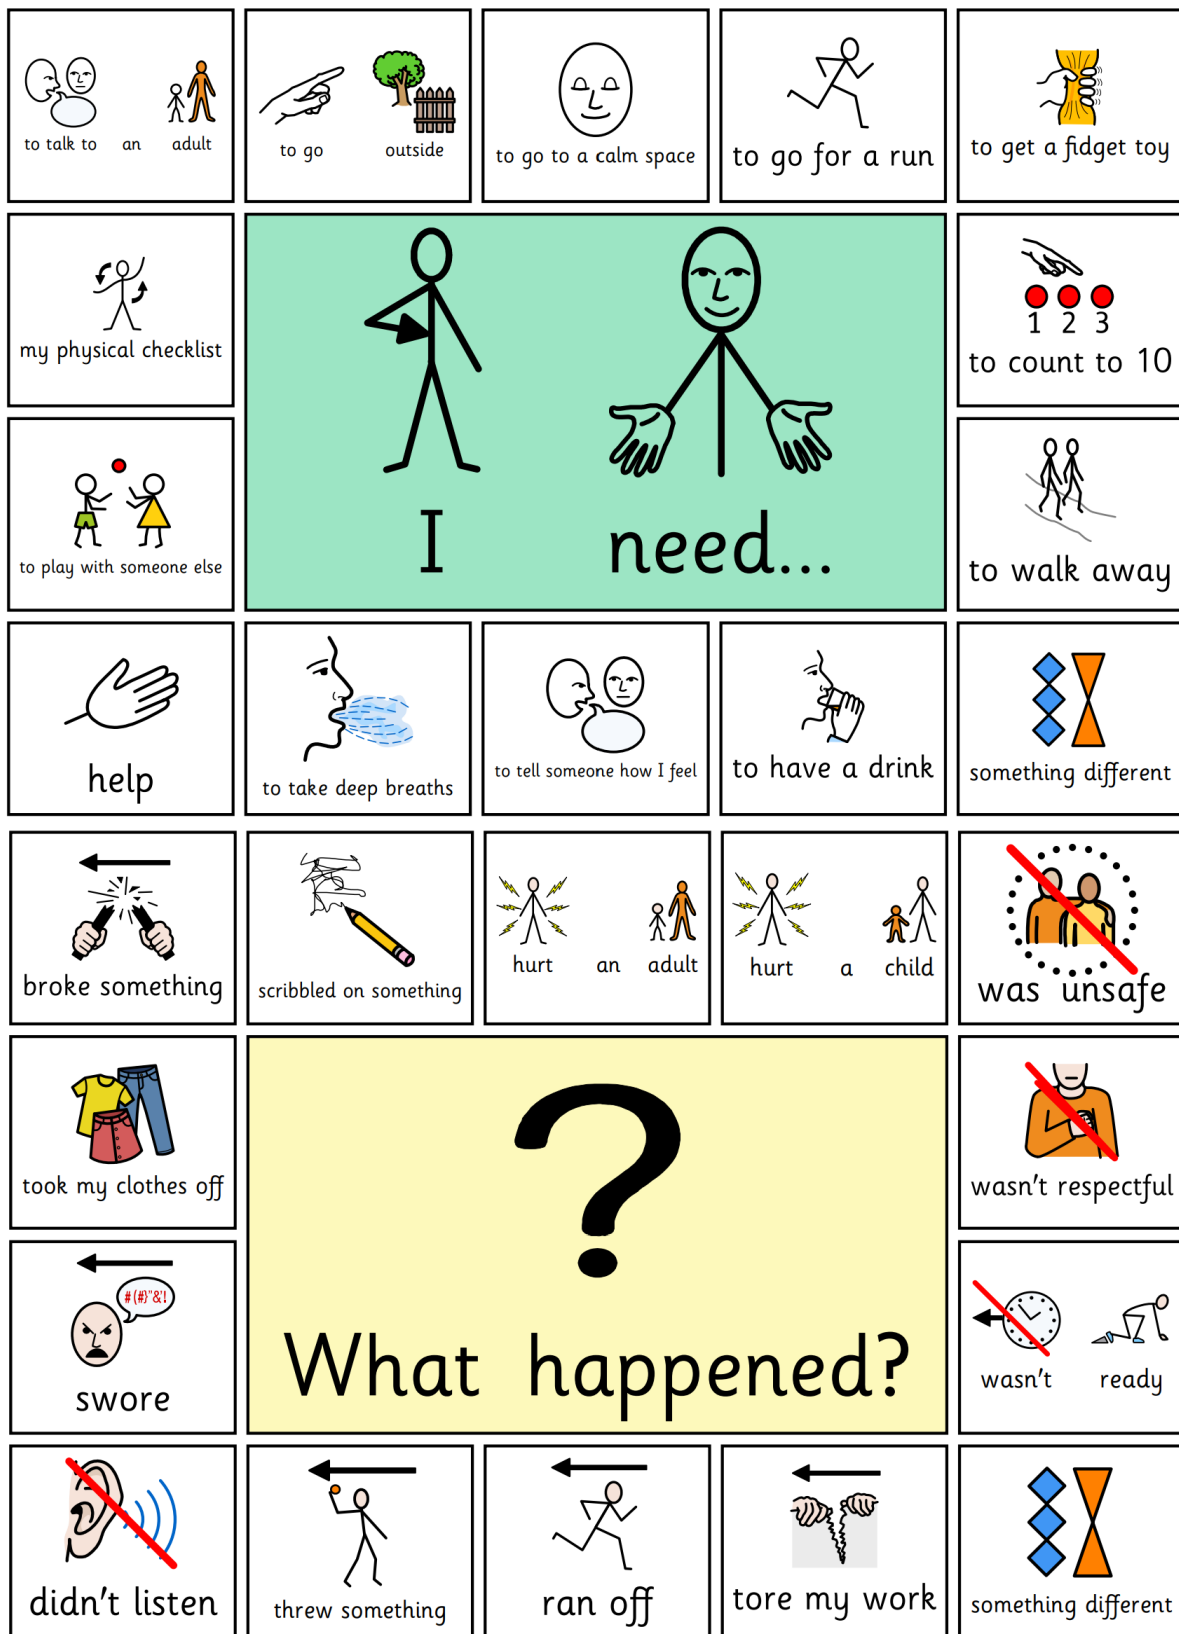 to talk to an adult
to go outside
to go to a calm space
to go for a run
to get a fidget toy
my physical checklist
I need...
1 2 3
to count to 10
to play with someone else
to walk away
help
to take deep breaths
to tell someone how I feel
to have a drink
something different
broke something
scribbled on something
hurt an adult
hurt a child
was unsafe
took my clothes off
What happened?
wasn't respectful
#(#}"&'!
swore
wasn't ready
didn't listen
threw something
ran off
tore my work
something different